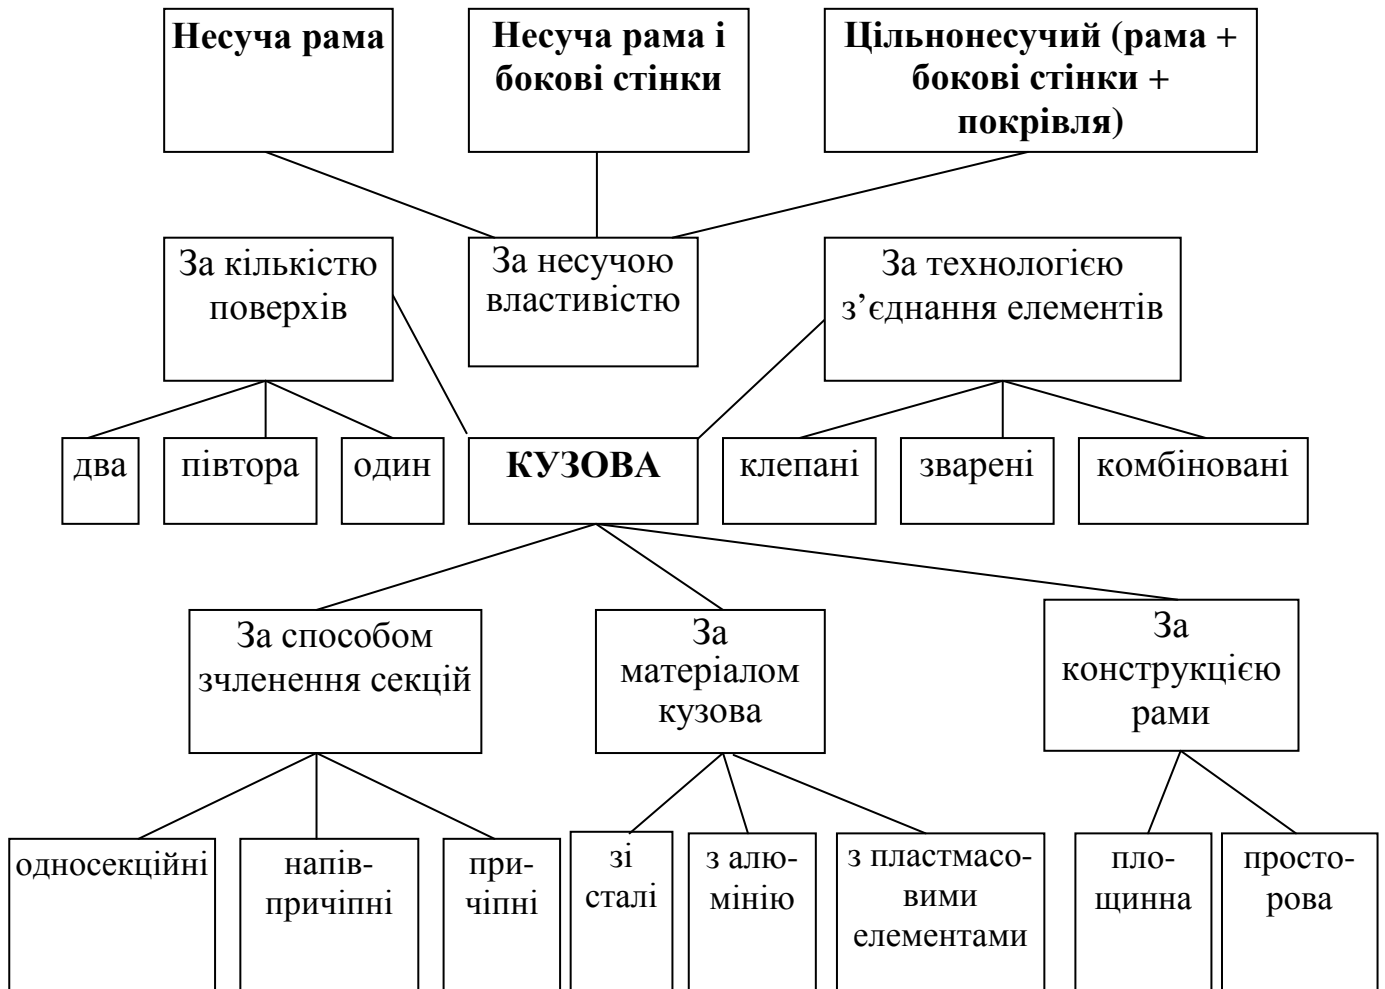 Несуча рама
Несуча рама і
бокові стінки
Цільнонесучий (рама +
бокові стінки +
покрівля)
За кількістю
поверхів
За несучою
властивістю
За технологією
з’єднання елементів
два
півтора
один
КУЗОВА
клепані
зварені
комбіновані
За способом
зчленення секцій
За
матеріалом
кузова
За
конструкцією
рами
односекційні
напів-
причіпні
при-
чіпні
зі
сталі
з алю-
мінію
з пластмасо-
вими
елементами
пло-
щинна
просто-
рова